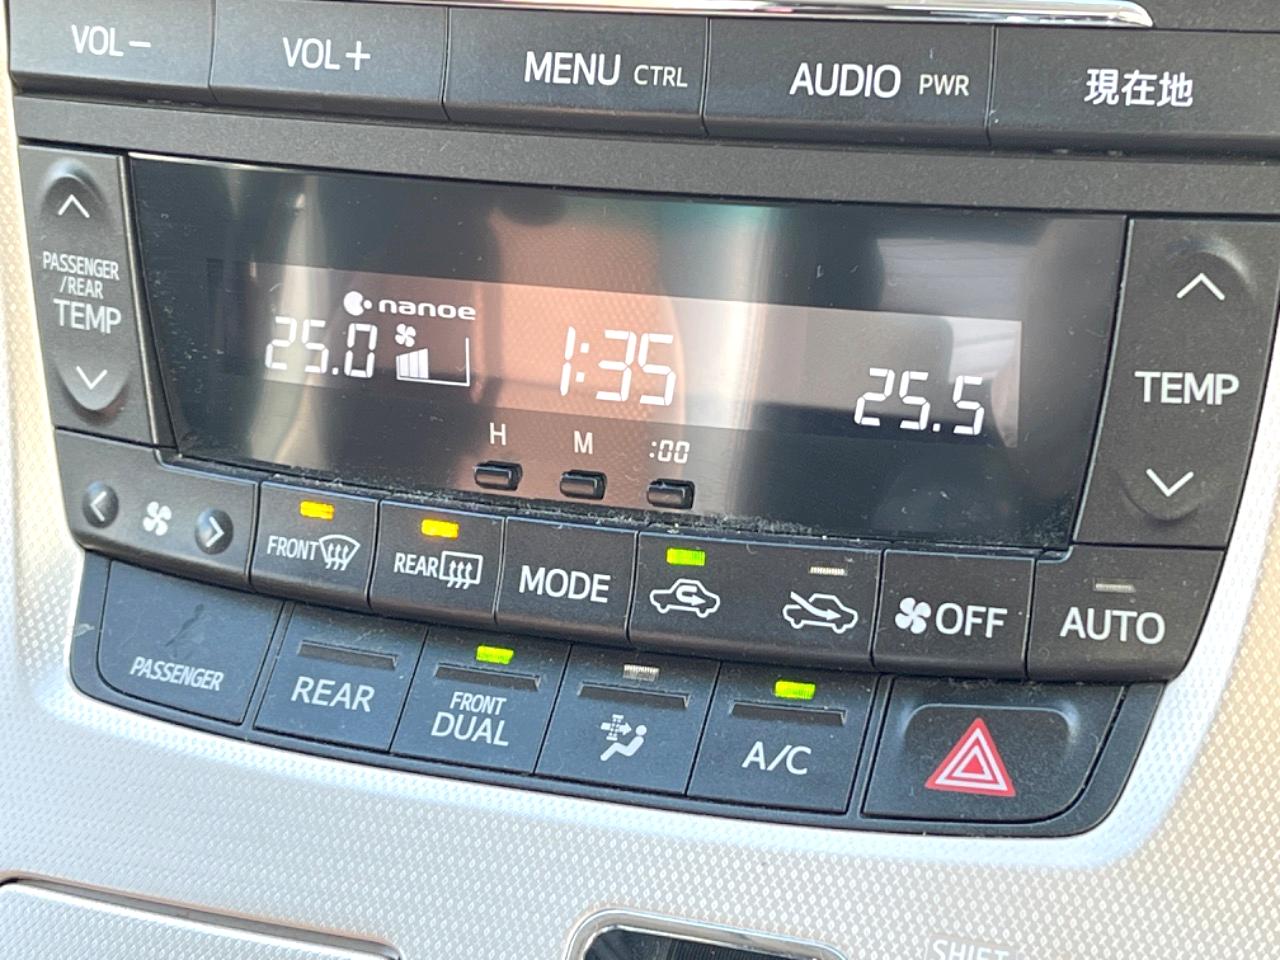 VOL−
VOL+
MENU CTRL
AUDIO PWR
現在地
PASSENGER
/REAR
TEMP
nanoe
25.0
1:35
25.5
H
M
:00
TEMP
FRONT
REAR
MODE
OFF
AUTO
PASSENGER
REAR
FRONT
DUAL
A/C
SHIFT